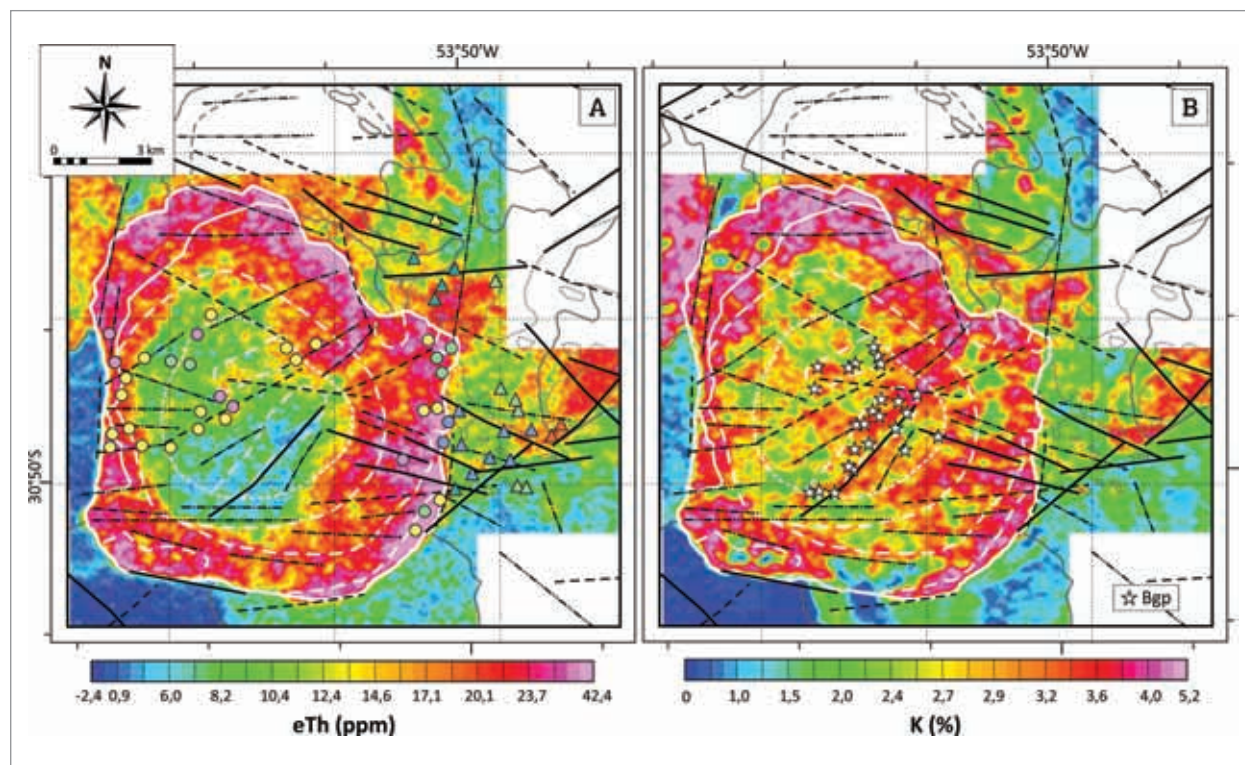 53°50'W
53°50'W
N
A
B
0
3 km
30°50'S
☆ Bgp
-2,4 0,9 6,0 8,2 10,4 12,4 14,6 17,1 20,1 23,7 42,4
0 1,0 1,5 2,0 2,4 2,7 2,9 3,2 3,6 4,0 5,2
eTh (ppm)
K (%)